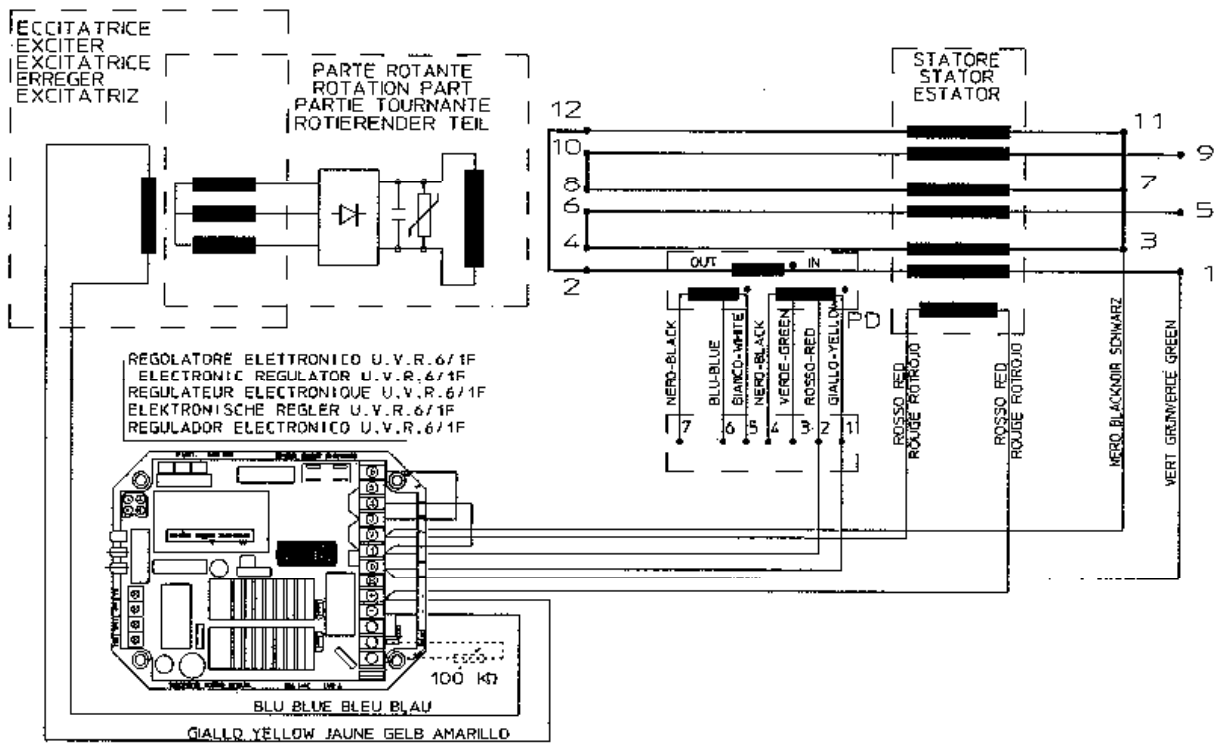 ECCITATRICE
EXCITER
EXCITATRICE
ERREGER
EXCITATRIZ
PARTE ROTANTE
ROTATION PART
PARTIE TOURNANTE
ROTIERENDER TEIL
STATORE
STATOR
ESTATOR
12
11
10
9
8
7
6
5
4
3
2
1
OUT
IN
PD
NERO-BLACK
BLU-BLUE
BIANCO-WHITE
NERO-BLACK
VERDE-GREEN
ROSSO-RED
GIALLO-YELLOW
7 6 5 4 3 2 1
ROSSO RED
ROUGE ROTROJO
ROSSO RED
ROUGE ROTROJO
NERO BLACKNOIR SCHWARZ
VERT GRUNVERDE GREEN
REGOLATORE ELETTRONICO U.V.R.6/1F
ELECTRONIC REGULATOR U.V.R.6/1F
REGULATEUR ELECTRONIQUE U.V.R.6/1F
ELEKTRONISCHE REGLER U.V.R.6/1F
REGULADOR ELECTRONICO U.V.R.6/1F
100 KΩ
BLU BLUE BLEU BLAU
GIALLO YELLOW JAUNE GELB AMARILLO